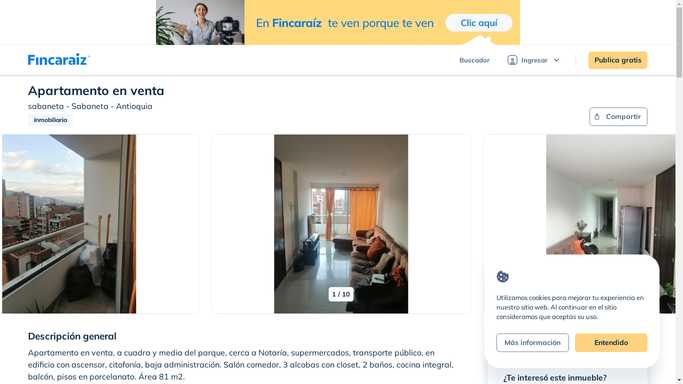 En Fincaraíz te ven porque te ven
Clic aquí
Fincaraiz
Buscador
Ingresar
Publica gratis
Apartamento en venta
sabaneta - Sabaneta - Antioquia
Inmobiliaria
Compartir
1 / 10
Utilizamos cookies para mejorar tu experiencia en
nuestro sitio web. Al continuar en el sitio
consideramos que aceptas su uso.
Más información
Entendido
Descripción general
Apartamento en venta, a cuadra y media del parque, cerca a Notaría, supermercados, transporte público, en
edificio con ascensor, citofonía, baja administración. Salón comedor, 3 alcobas con closet, 2 baños, cocina integral,
balcón, pisos en porcelanato. Área 81 m2.
¿Te interesó este inmueble?